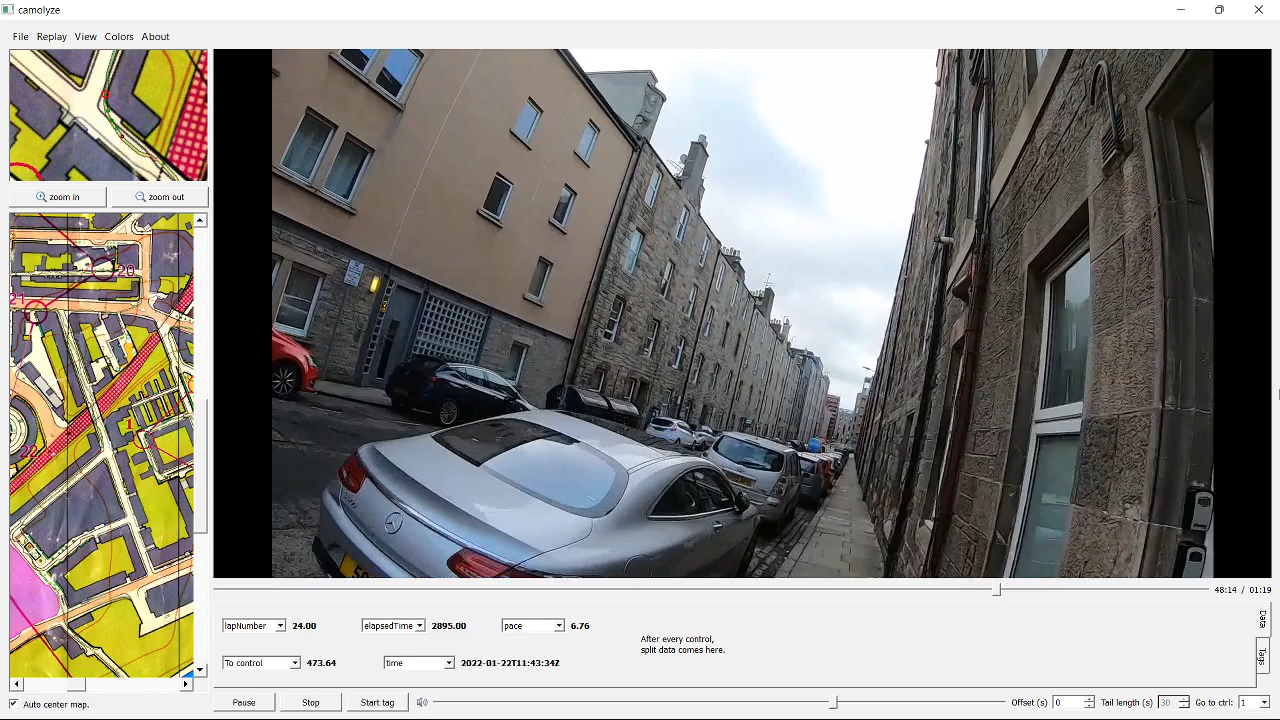 camolyze
File Replay View Colors About
zoom in zoom out
20
21
22
1
48:14 / 01:19
Data
Tags
lapNumber 24.00 elapsedTime 2895.00 pace 6.76
After every control,
split data comes here.
To control 473.64 time 2022-01-22T11:43:34Z
Auto center map.
Pause Stop Start tag Offset (s) 0 Tail length (s) 30 Go to ctrl: 1